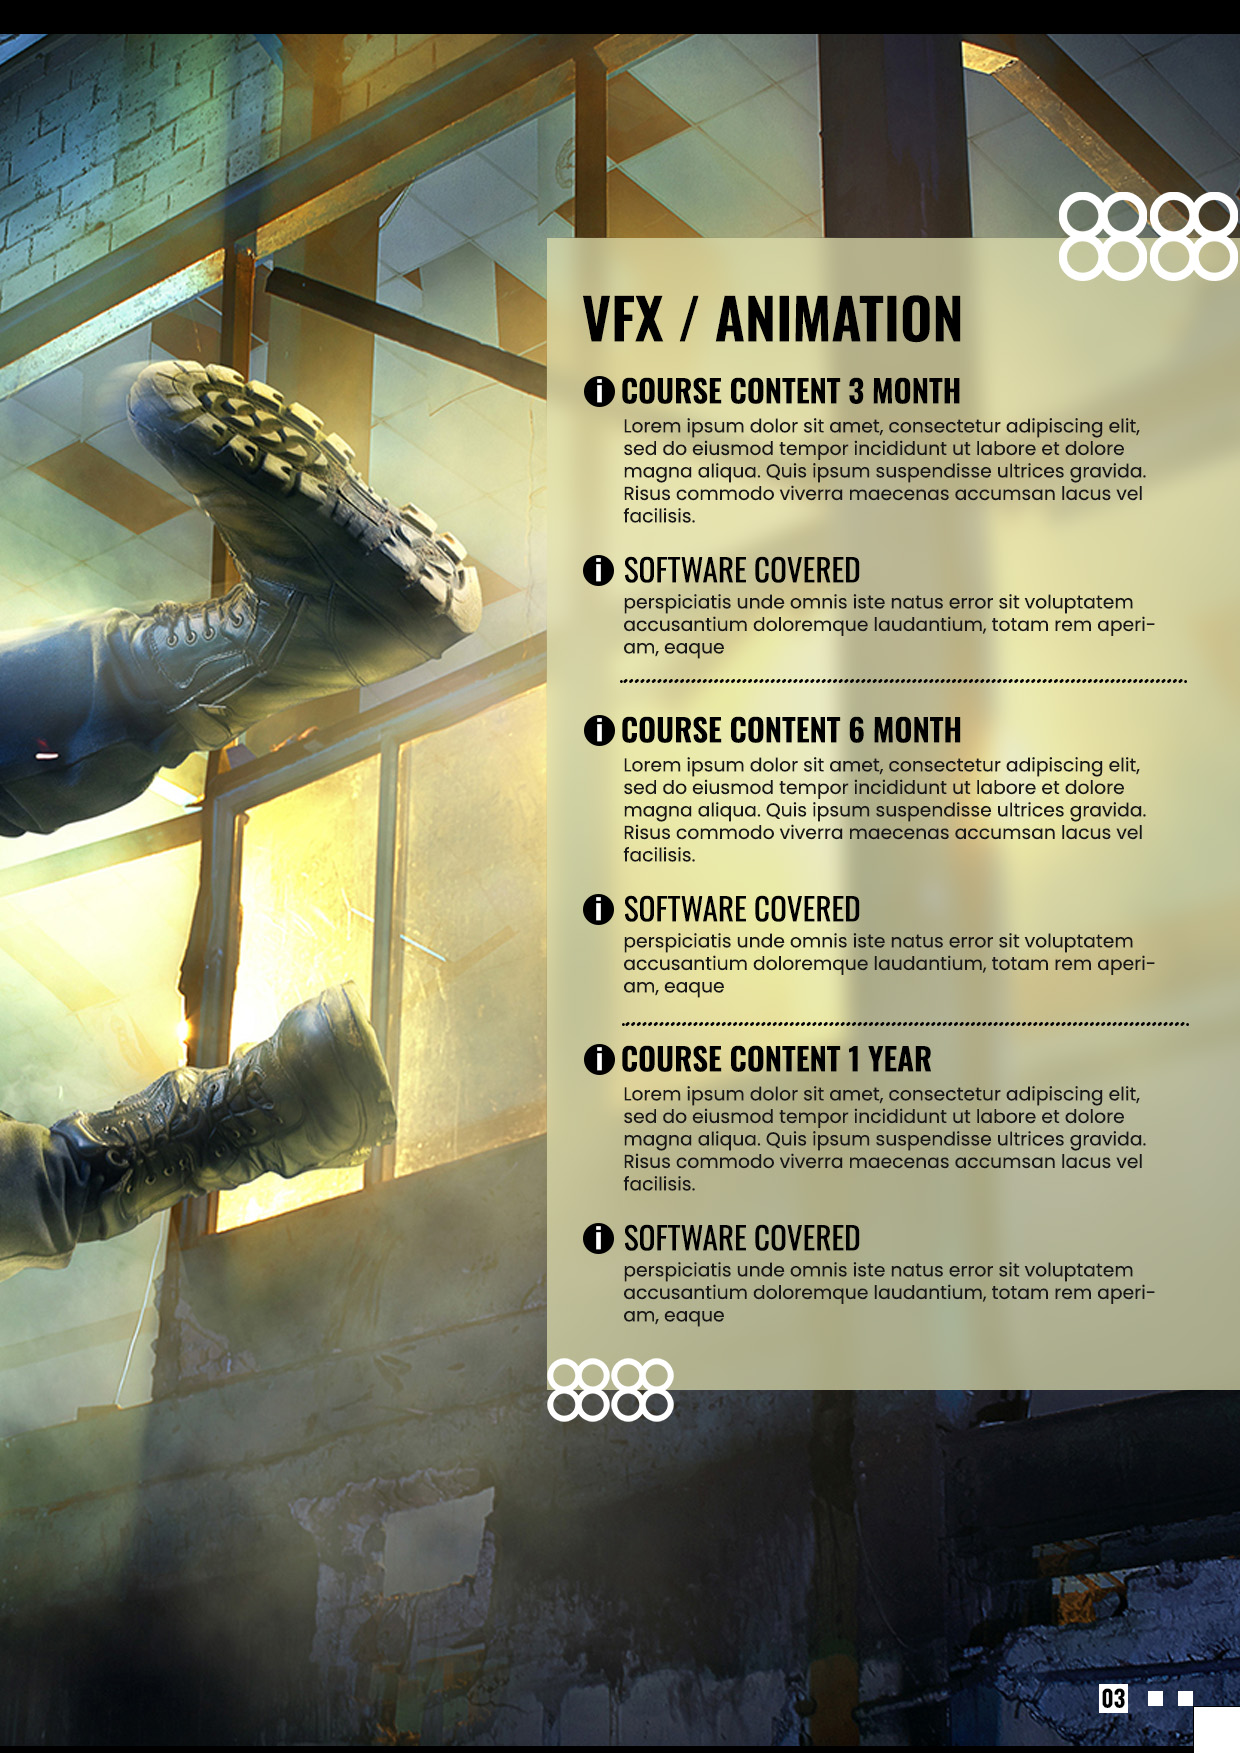 VFX / ANIMATION
i COURSE CONTENT 3 MONTH
Lorem ipsum dolor sit amet, consectetur adipiscing elit,
sed do eiusmod tempor incididunt ut labore et dolore
magna aliqua. Quis ipsum suspendisse ultrices gravida.
Risus commodo viverra maecenas accumsan lacus vel
facilisis.
i SOFTWARE COVERED
perspiciatis unde omnis iste natus error sit voluptatem
accusantium doloremque laudantium, totam rem aperi-
am, eaque
i COURSE CONTENT 6 MONTH
Lorem ipsum dolor sit amet, consectetur adipiscing elit,
sed do eiusmod tempor incididunt ut labore et dolore
magna aliqua. Quis ipsum suspendisse ultrices gravida.
Risus commodo viverra maecenas accumsan lacus vel
facilisis.
i SOFTWARE COVERED
perspiciatis unde omnis iste natus error sit voluptatem
accusantium doloremque laudantium, totam rem aperi-
am, eaque
i COURSE CONTENT 1 YEAR
Lorem ipsum dolor sit amet, consectetur adipiscing elit,
sed do eiusmod tempor incididunt ut labore et dolore
magna aliqua. Quis ipsum suspendisse ultrices gravida.
Risus commodo viverra maecenas accumsan lacus vel
facilisis.
i SOFTWARE COVERED
perspiciatis unde omnis iste natus error sit voluptatem
accusantium doloremque laudantium, totam rem aperi-
am, eaque
03